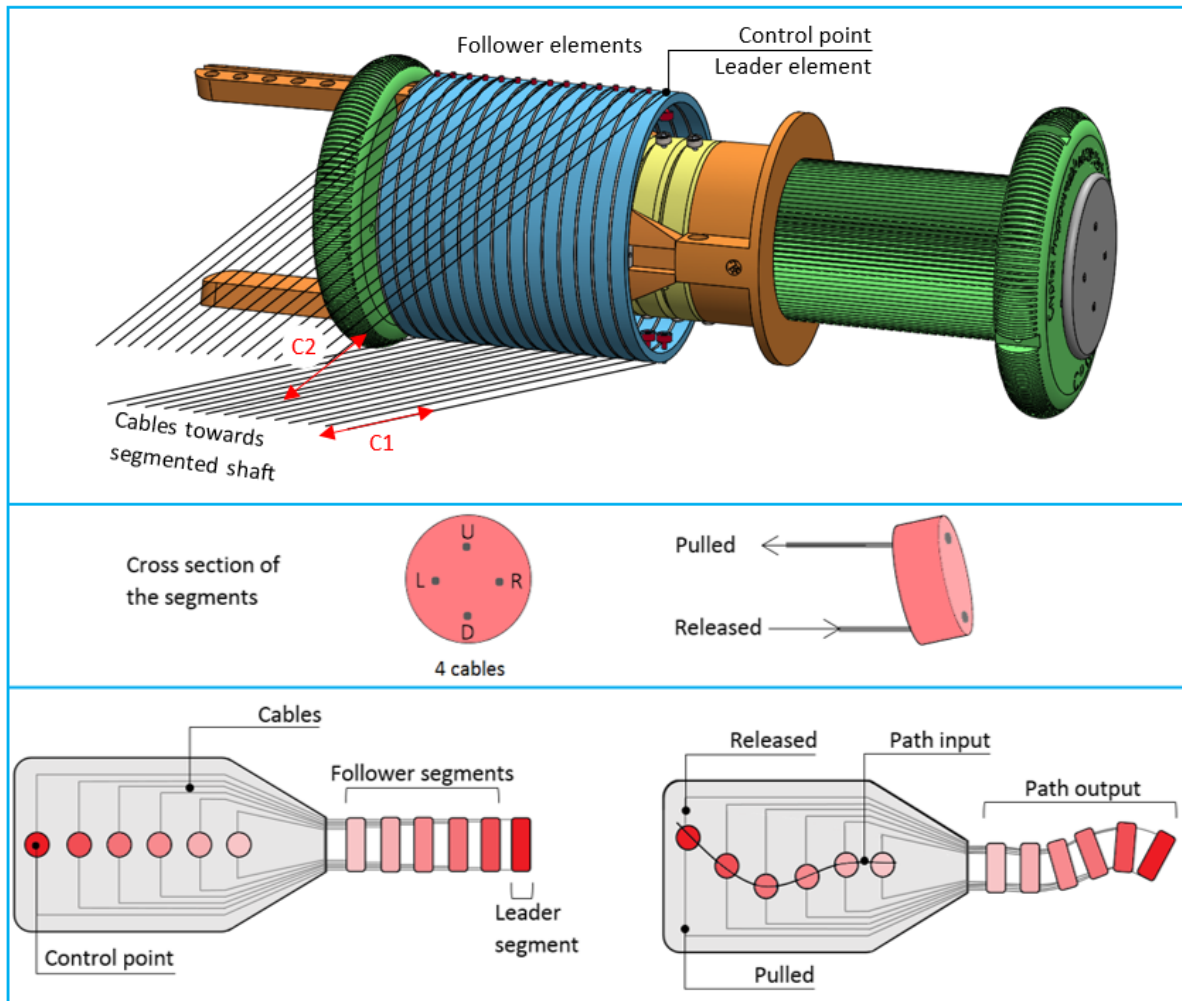 Follower elements
Control point
Leader element
C2
C1
Cables towards
segmented shaft
Cross section of
the segments
U
L
R
D
4 cables
Pulled
Released
Cables
Follower segments
Leader
segment
Control point
Released
Path input
Path output
Pulled